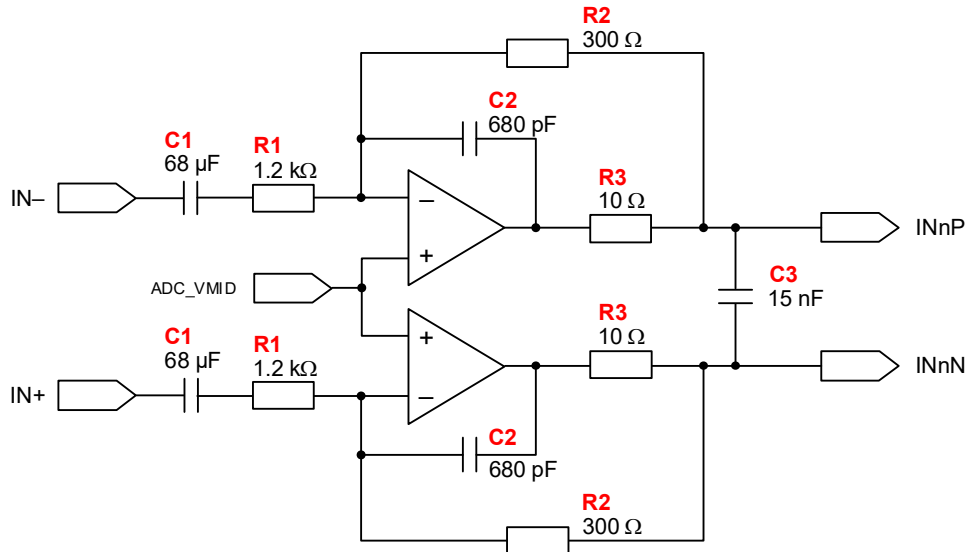 R2
300 Ω
C2
680 pF
C1
68 µF
R1
1.2 kΩ
R3
10 Ω
IN–
–
+
INnP
ADC_VMID
C3
15 nF
C1
68 µF
R1
1.2 kΩ
R3
10 Ω
+
–
IN+
INnN
C2
680 pF
R2
300 Ω